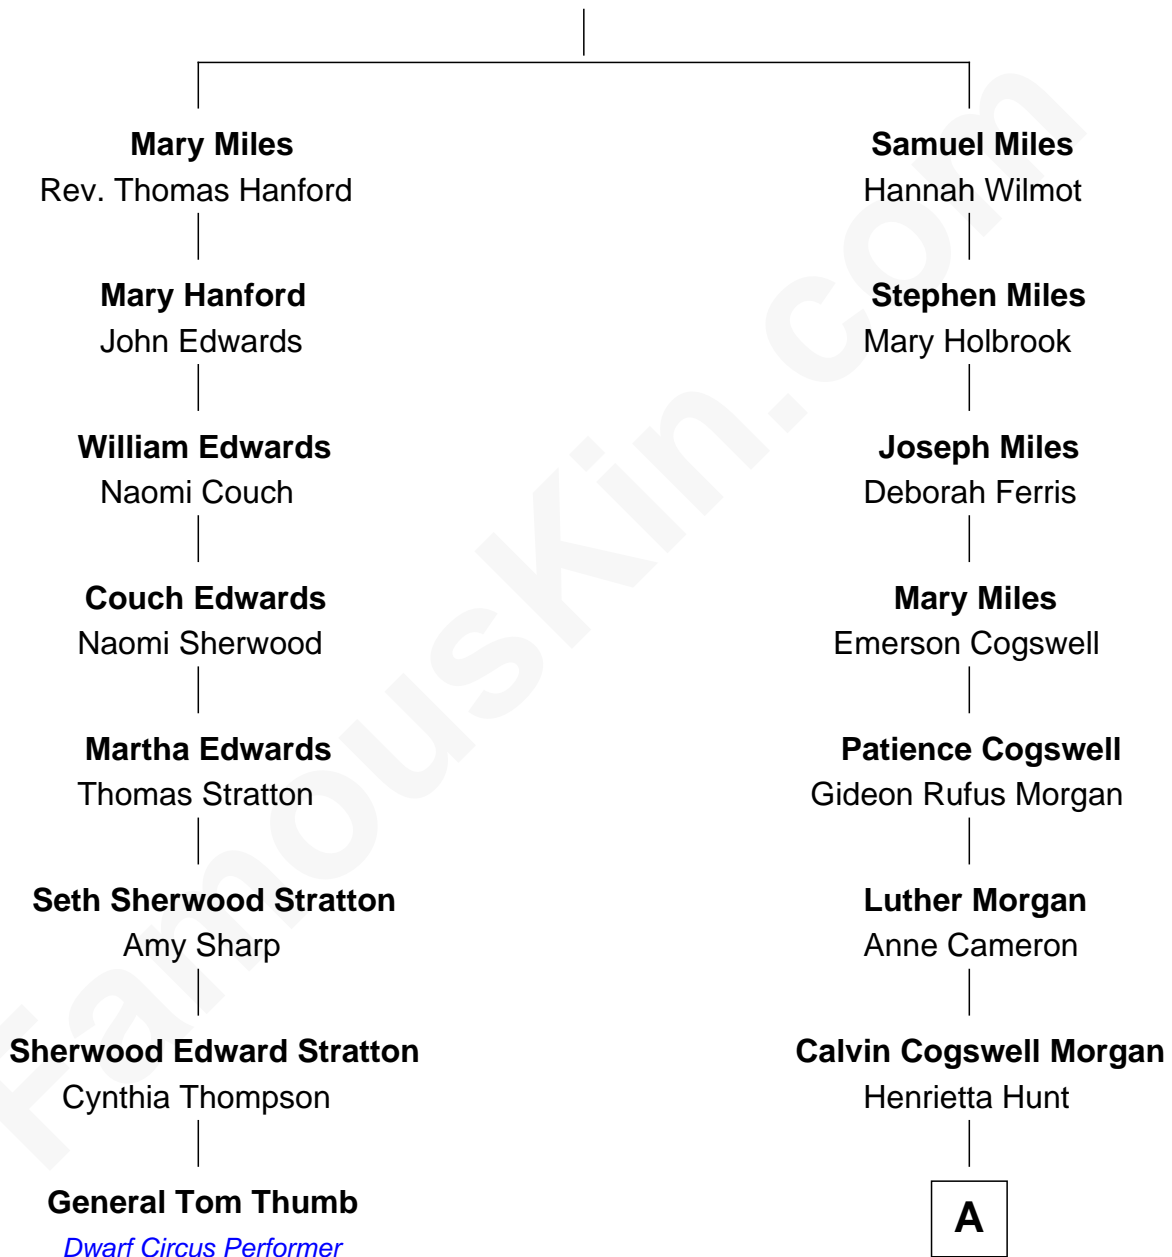 Mary Miles
Rev. Thomas Hanford
Mary Hanford
John Edwards
William Edwards
Naomi Couch
Couch Edwards
Naomi Sherwood
Martha Edwards
Thomas Stratton
Seth Sherwood Stratton
Amy Sharp
Sherwood Edward Stratton
Cynthia Thompson
General Tom Thumb
Dwarf Circus Performer
Samuel Miles
Hannah Wilmot
Stephen Miles
Mary Holbrook
Joseph Miles
Deborah Ferris
Mary Miles
Emerson Cogswell
Patience Cogswell
Gideon Rufus Morgan
Luther Morgan
Anne Cameron
Calvin Cogswell Morgan
Henrietta Hunt
A
FamousKin.com